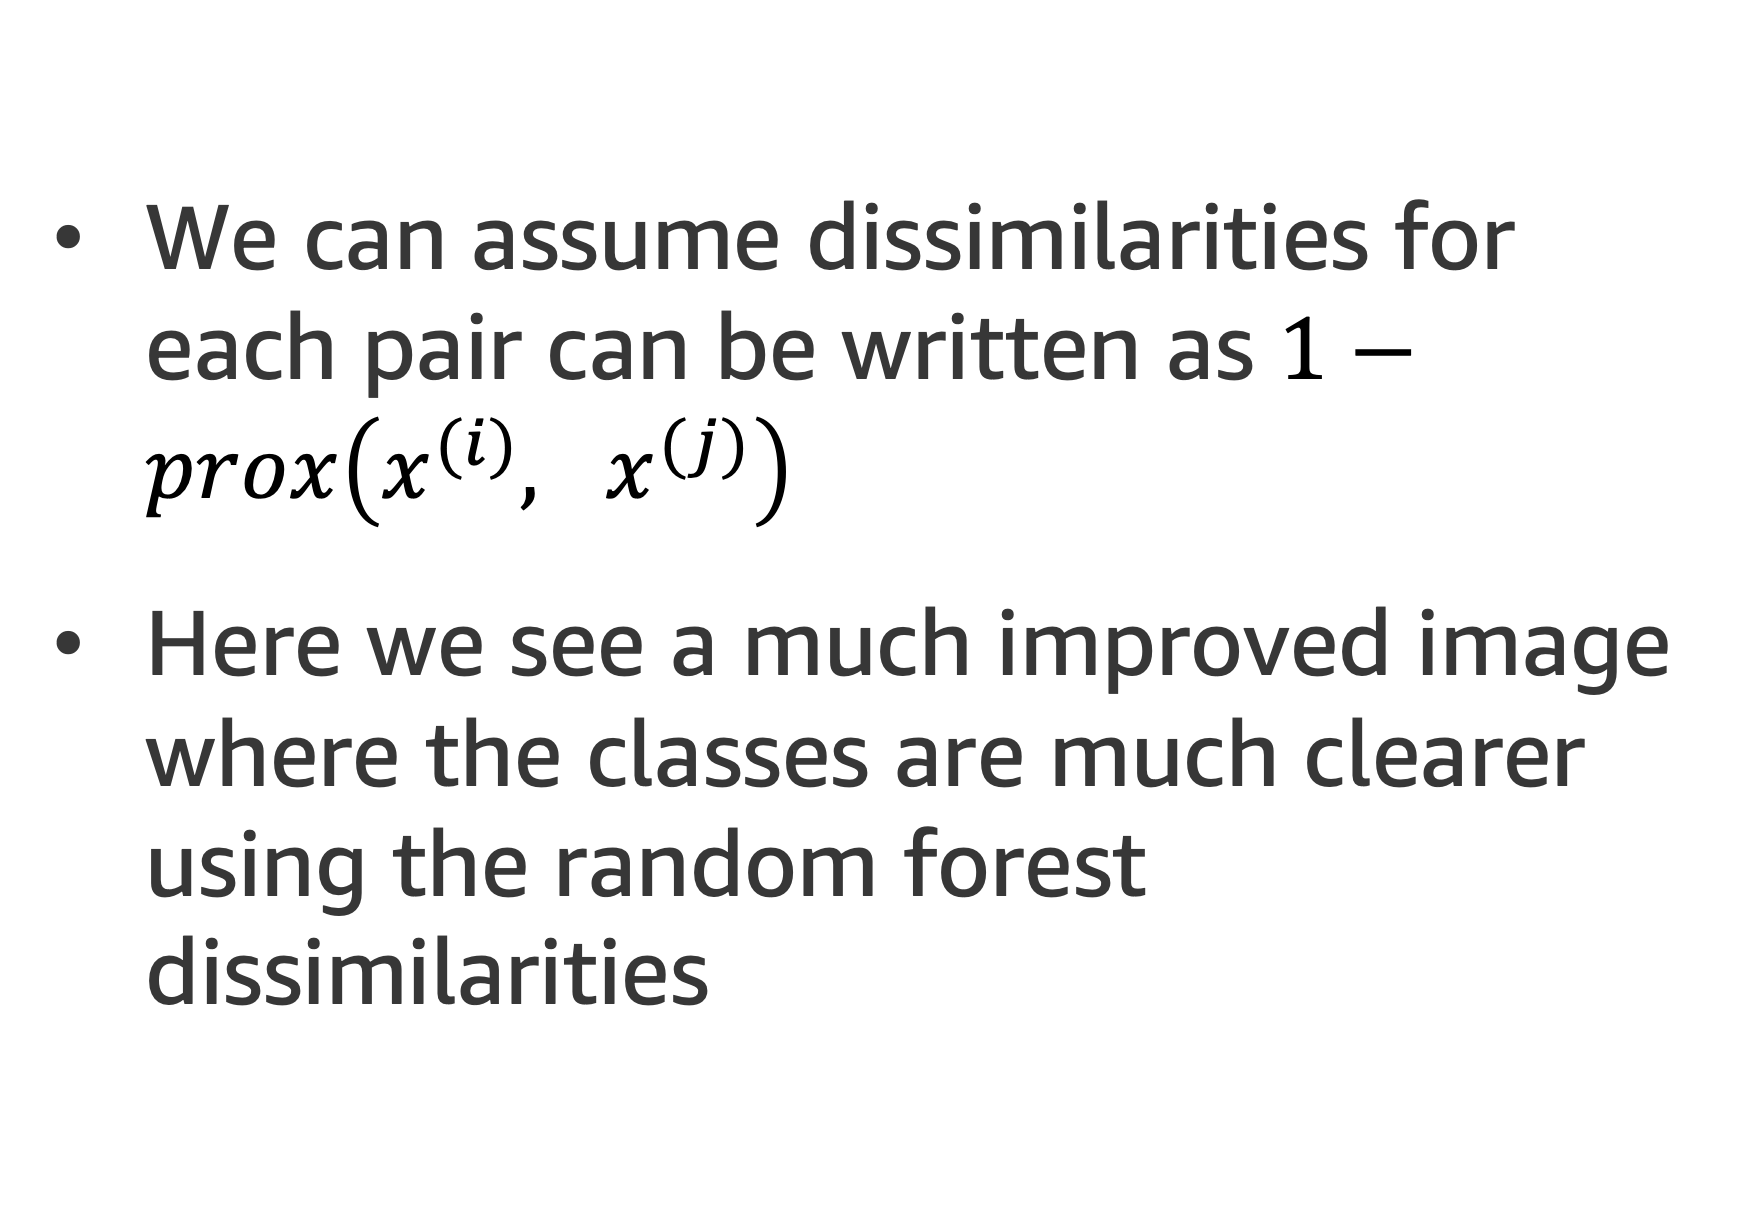 • We can assume dissimilarities for
each pair can be written as 1 −
prox(x^(i), x^(j))
• Here we see a much improved image
where the classes are much clearer
using the random forest
dissimilarities